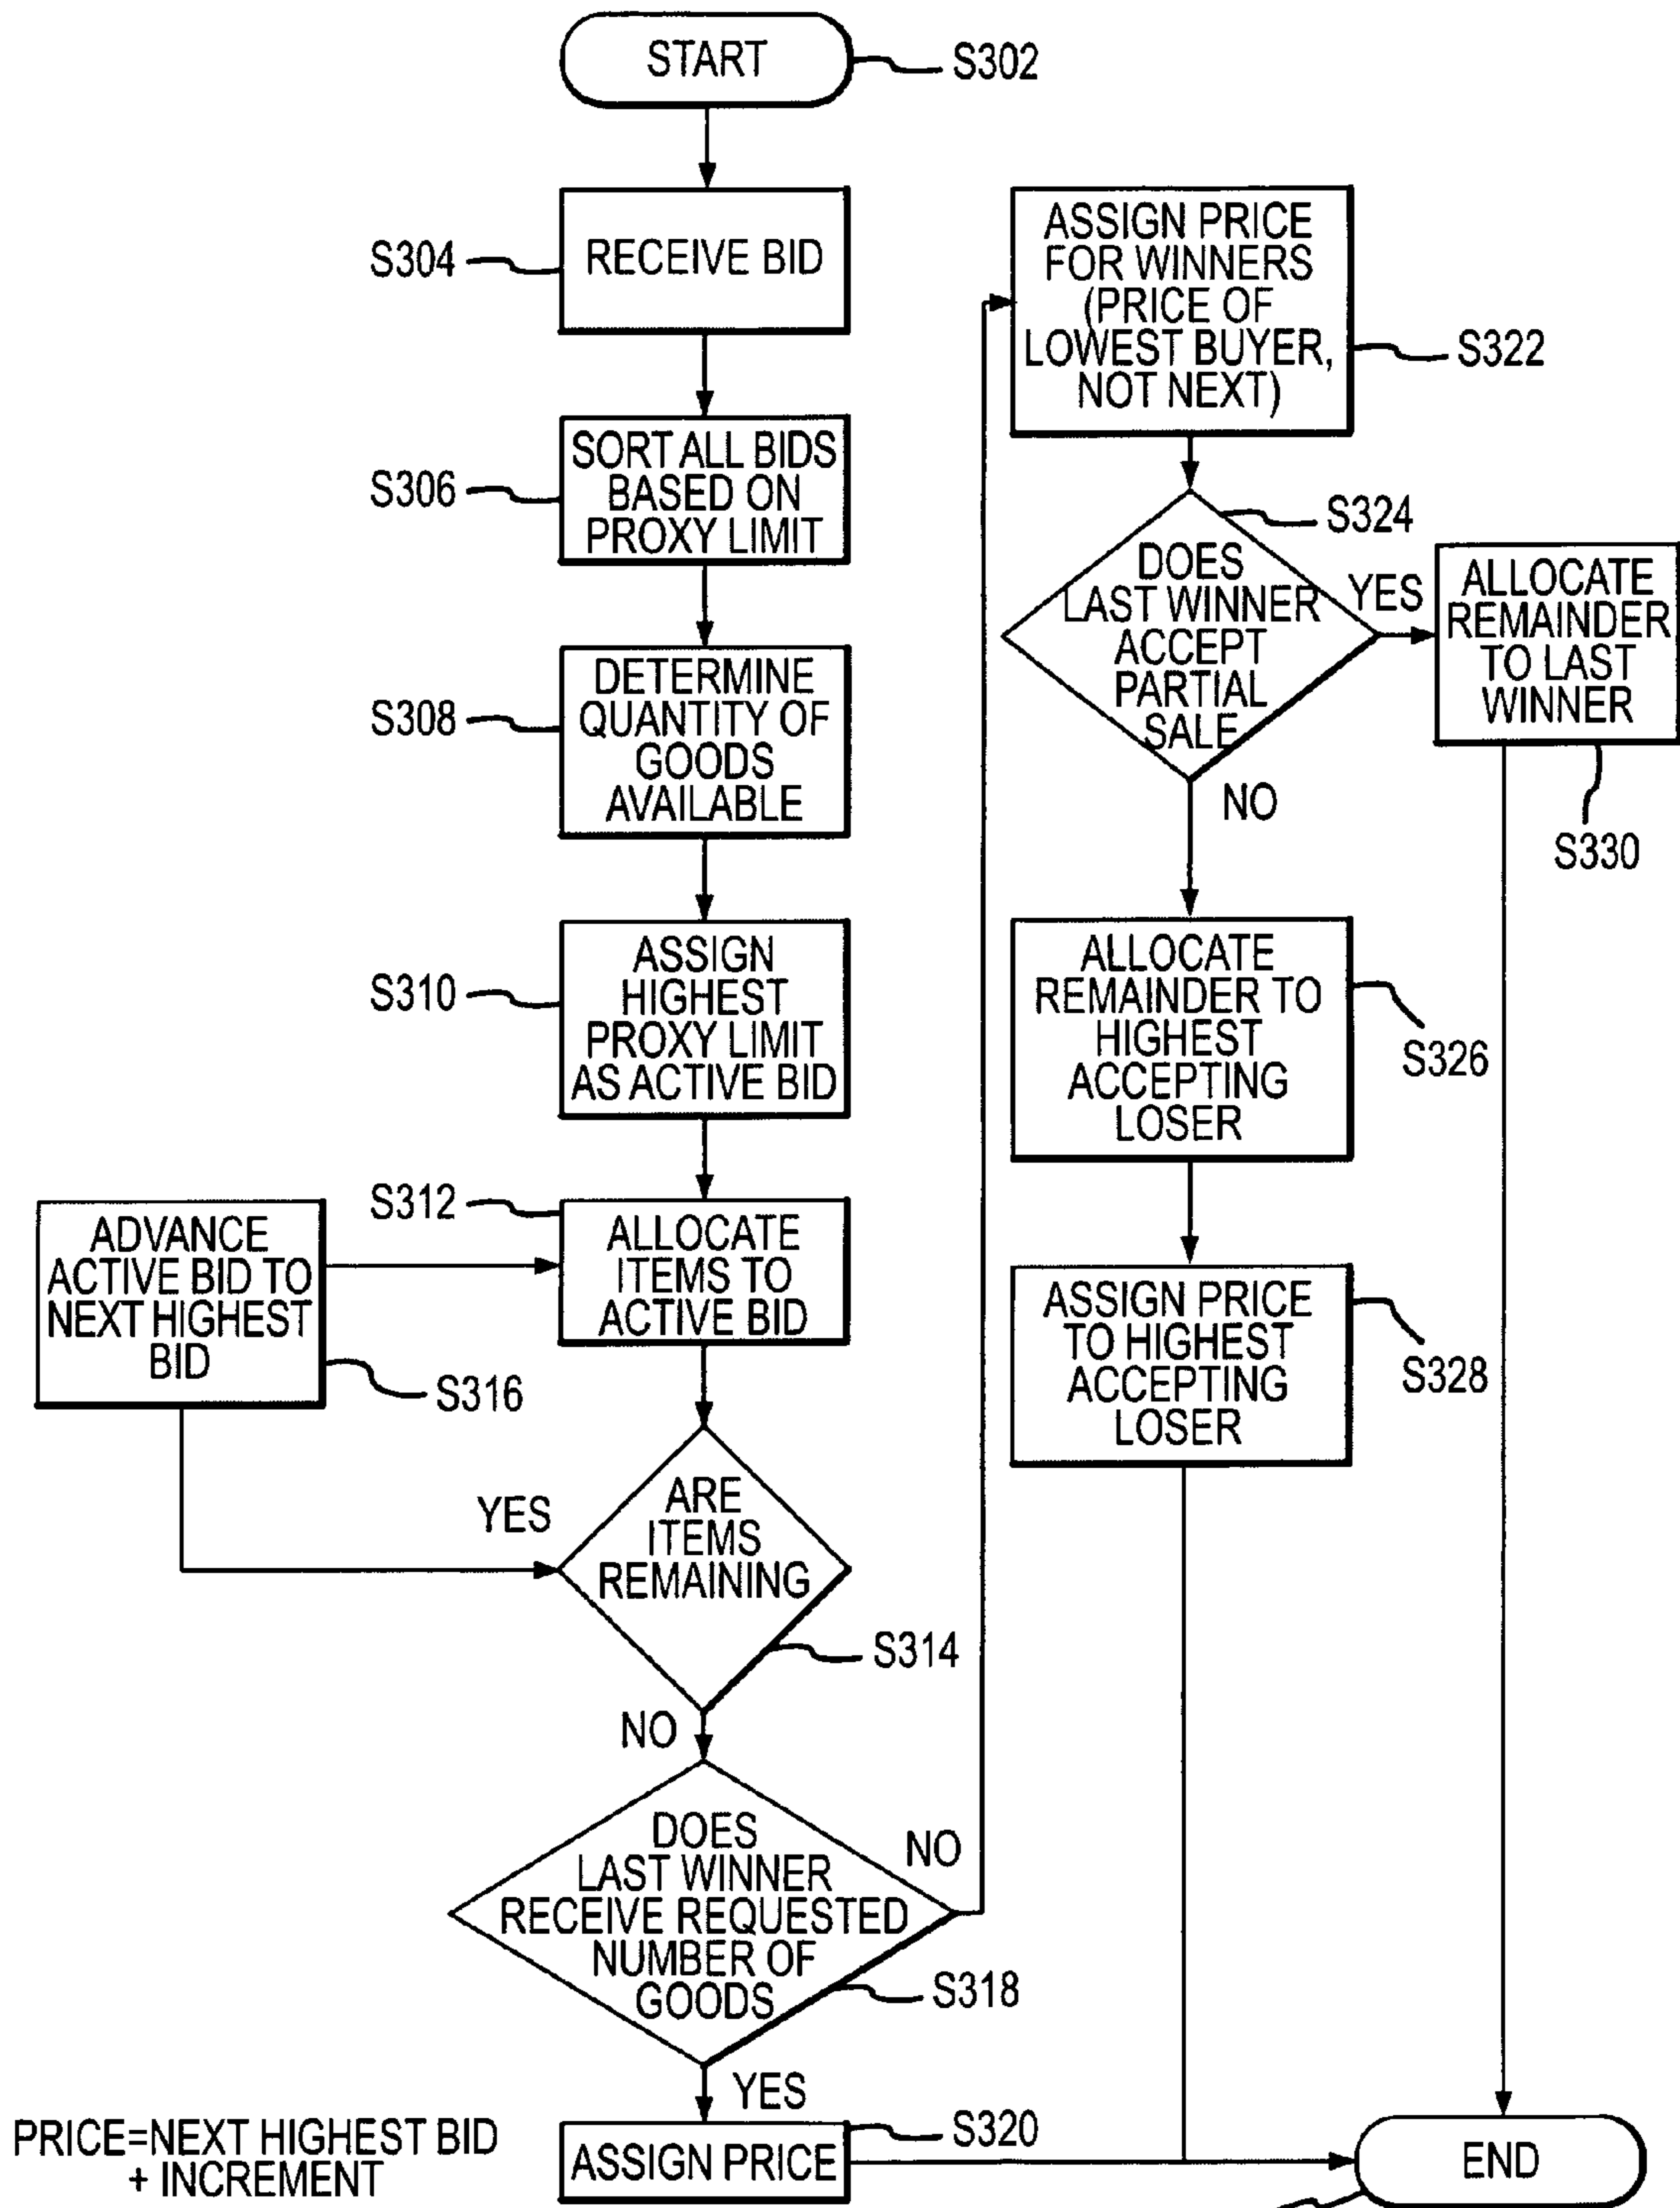 START
S302
S304
RECEIVE BID
S306
SORT ALL BIDS
BASED ON
PROXY LIMIT
S308
DETERMINE
QUANTITY OF
GOODS
AVAILABLE
S310
ASSIGN
HIGHEST
PROXY LIMIT
AS ACTIVE BID
S312
ALLOCATE
ITEMS TO
ACTIVE BID
ADVANCE
ACTIVE BID TO
NEXT HIGHEST
BID
S316
YES
ARE
ITEMS
REMAINING
S314
NO
DOES
LAST WINNER
RECEIVE REQUESTED
NUMBER OF
GOODS
NO
S318
YES
PRICE=NEXT HIGHEST BID
+ INCREMENT
ASSIGN PRICE
S320
ASSIGN PRICE
FOR WINNERS
(PRICE OF
LOWEST BUYER,
NOT NEXT)
S322
S324
DOES
LAST WINNER
ACCEPT
PARTIAL
SALE
YES
ALLOCATE
REMAINDER
TO LAST
WINNER
S330
NO
ALLOCATE
REMAINDER TO
HIGHEST
ACCEPTING
LOSER
S326
ASSIGN PRICE
TO HIGHEST
ACCEPTING
LOSER
S328
END